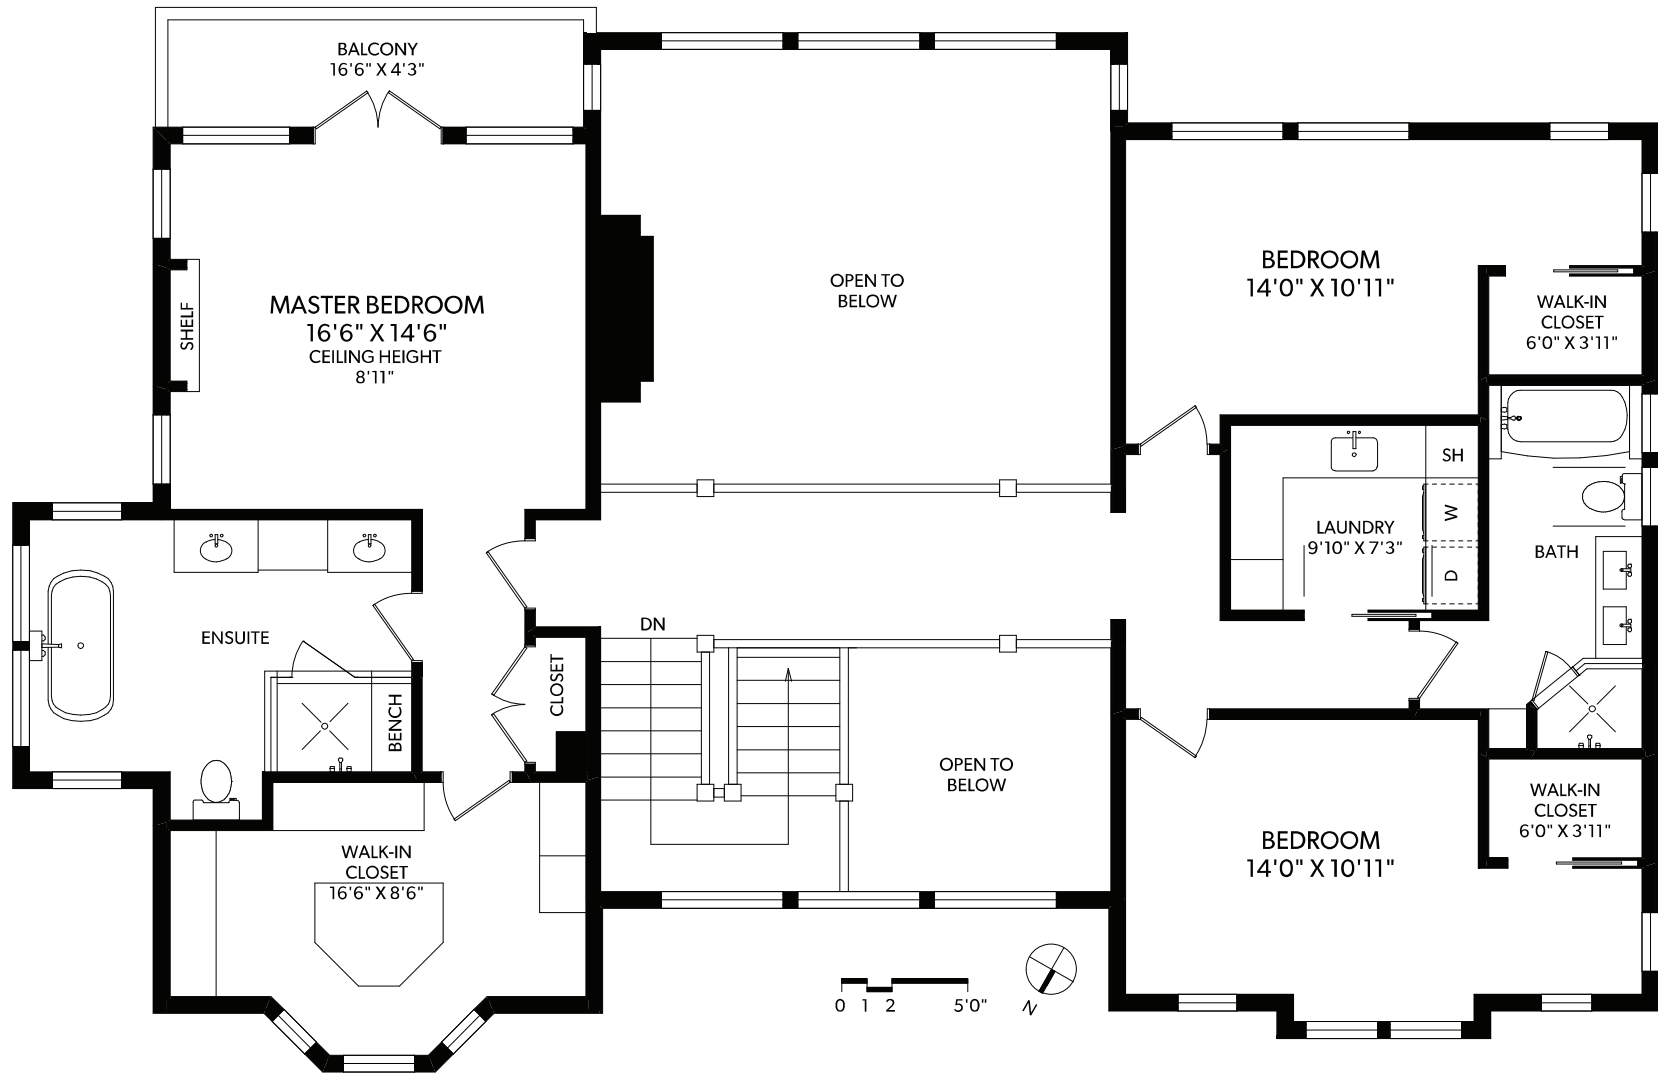 BALCONY
16'6" X 4'3"
MASTER BEDROOM
16'6" X 14'6"
CEILING HEIGHT
8'11"
SHELF
OPEN TO
BELOW
BEDROOM
14'0" X 10'11"
WALK-IN
CLOSET
6'0" X 3'11"
SH
W
D
LAUNDRY
9'10" X 7'3"
BATH
ENSUITE
BENCH
CLOSET
DN
OPEN TO
BELOW
WALK-IN
CLOSET
16'6" X 8'6"
BEDROOM
14'0" X 10'11"
WALK-IN
CLOSET
6'0" X 3'11"
0 1 2 5'0"
N